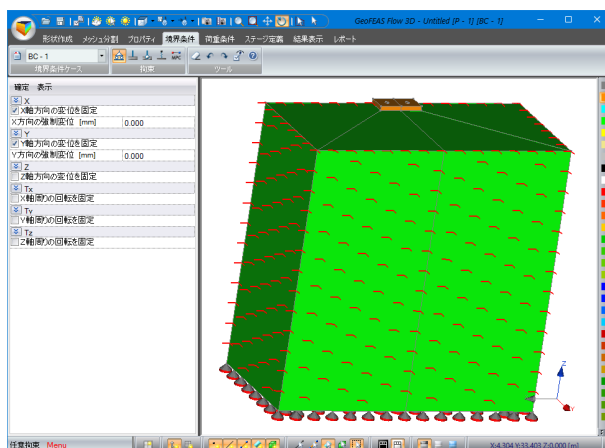 GeoFEAS Flow 3D - Untitled [P - 1] [BC - 1]
形状作成 メッシュ分割 プロパティ 境界条件 荷重条件 ステージ定義 結果表示 レポート
BC - 1
MPC
境界条件ケース 拘束 ツール
確定 表示
X
X軸方向の変位を固定
X方向の強制変位 [mm] 0.000
Y
Y軸方向の変位を固定
Y方向の強制変位 [mm] 0.000
Z
Z軸方向の変位を固定
Tx
X軸周りの回転を固定
Ty
Y軸周りの回転を固定
Tz
Z軸周りの回転を固定
Z
Y
任意拘束 Menu
X:4.304 Y:33.403 Z:0.000 [m]